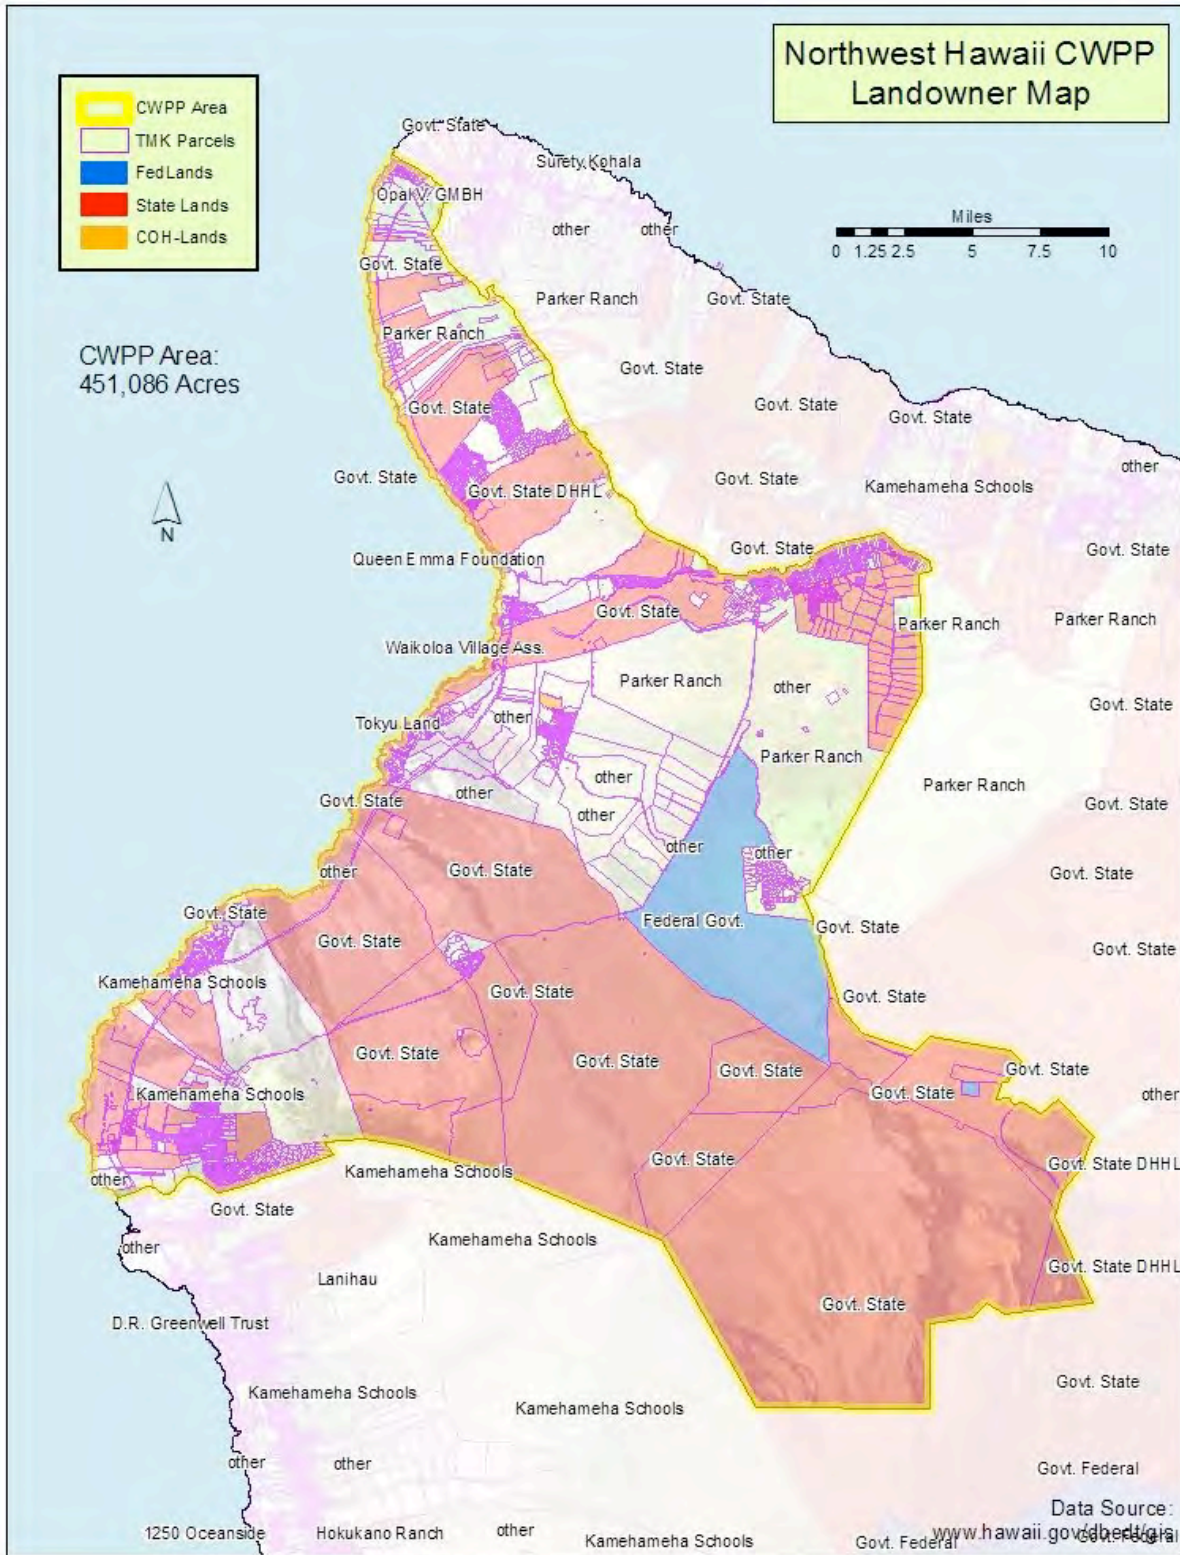 Northwest Hawaii CWPP
Landowner Map
CWPP Area
TMK Parcels
FedLands
State Lands
COH-Lands
CWPP Area:
451,086 Acres
N
Miles
0 1.25 2.5 5 7.5 10
Govt. State
Surety Kohala
Opal V. GMBH
other
other
Govt. State
Parker Ranch
Govt. State
Parker Ranch
Govt. State
Govt. State
Govt. State
Govt. State
other
Govt. State
Govt. State
Kamehameha Schools
Govt. State DHHL
Govt. State
Govt. State
Queen Emma Foundation
Govt. State
Parker Ranch
Parker Ranch
Waikoloa Village Ass.
Parker Ranch
other
Govt. State
Tokyu Land
other
Parker Ranch
other
Parker Ranch
other
Govt. State
Govt. State
other
other
other
Govt. State
other
Govt. State
Govt. State
Federal Govt.
Govt. State
Govt. State
Govt. State
Kamehameha Schools
Govt. State
Govt. State
Govt. State
Govt. State
Govt. State
Govt. State
Kamehameha Schools
Govt. State
other
Govt. State
Govt. State DHHL
Kamehameha Schools
other
Govt. State
Kamehameha Schools
other
Govt. State DHHL
Lanihau
Govt. State
D.R. Greenwell Trust
Govt. State
Kamehameha Schools
Kamehameha Schools
other
other
Govt. Federal
Data Source:
www.hawaii.gov/dbedt/gis
1250 Oceanside
Hokukano Ranch
other
Kamehameha Schools
Govt. Federal
Govt. Federal